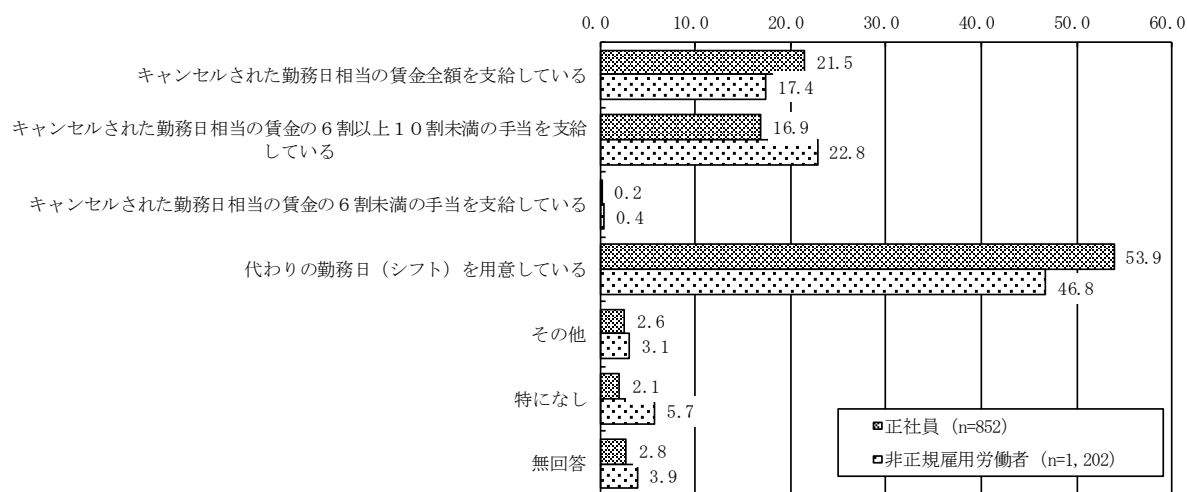 0.0 10.0 20.0 30.0 40.0 50.0 60.0
キャンセルされた勤務日相当の賃金全額を支給している
21.5
17.4
キャンセルされた勤務日相当の賃金の６割以上１０割未満の手当を支給
している
16.9
22.8
キャンセルされた勤務日相当の賃金の６割未満の手当を支給している
0.2
0.4
代わりの勤務日（シフト）を用意している
53.9
46.8
その他
2.6
3.1
特になし
2.1
5.7
無回答
2.8
3.9
正社員 (n=852)
非正規雇用労働者 (n=1,202)